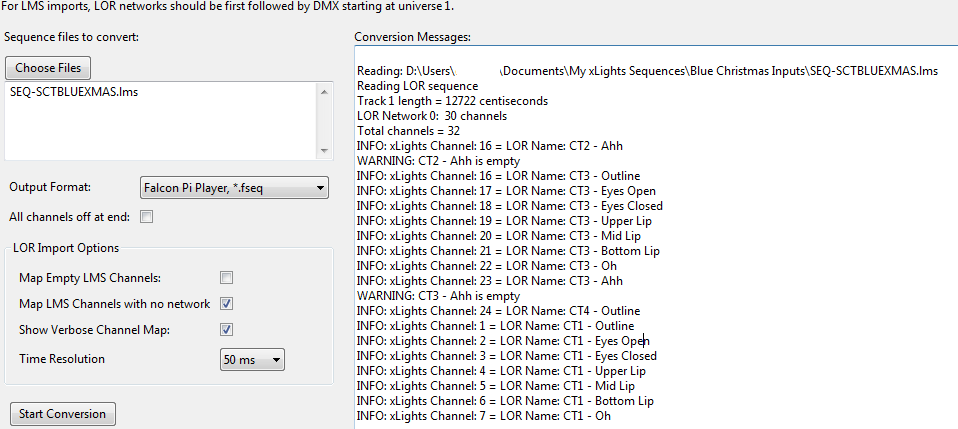 For LMS imports, LOR networks should be first followed by DMX starting at universe 1.
Sequence files to convert:
Choose Files
SEQ-SCTBLUEXMAS.lms
Output Format:
Falcon Pi Player, *.fseq
All channels off at end:
LOR Import Options
Map Empty LMS Channels:
Map LMS Channels with no network
Show Verbose Channel Map:
Time Resolution
50 ms
Start Conversion
Conversion Messages:
Reading: D:\Users\ \Documents\My xLights Sequences\Blue Christmas Inputs\SEQ-SCTBLUEXMAS.lms
Reading LOR sequence
Track 1 length = 12722 centiseconds
LOR Network 0: 30 channels
Total channels = 32
INFO: xLights Channel: 16 = LOR Name: CT2 - Ahh
WARNING: CT2 - Ahh is empty
INFO: xLights Channel: 16 = LOR Name: CT3 - Outline
INFO: xLights Channel: 17 = LOR Name: CT3 - Eyes Open
INFO: xLights Channel: 18 = LOR Name: CT3 - Eyes Closed
INFO: xLights Channel: 19 = LOR Name: CT3 - Upper Lip
INFO: xLights Channel: 20 = LOR Name: CT3 - Mid Lip
INFO: xLights Channel: 21 = LOR Name: CT3 - Bottom Lip
INFO: xLights Channel: 22 = LOR Name: CT3 - Oh
INFO: xLights Channel: 23 = LOR Name: CT3 - Ahh
WARNING: CT3 - Ahh is empty
INFO: xLights Channel: 24 = LOR Name: CT4 - Outline
INFO: xLights Channel: 1 = LOR Name: CT1 - Outline
INFO: xLights Channel: 2 = LOR Name: CT1 - Eyes Open
INFO: xLights Channel: 3 = LOR Name: CT1 - Eyes Closed
INFO: xLights Channel: 4 = LOR Name: CT1 - Upper Lip
INFO: xLights Channel: 5 = LOR Name: CT1 - Mid Lip
INFO: xLights Channel: 6 = LOR Name: CT1 - Bottom Lip
INFO: xLights Channel: 7 = LOR Name: CT1 - Oh